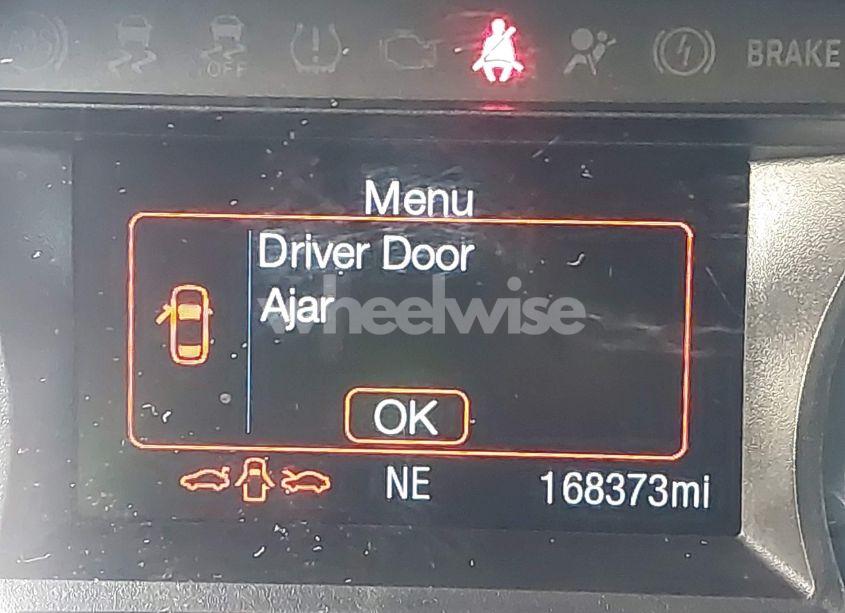 OFF
BRAKE
Menu
Driver Door
Ajar
wheelwise
OK
NE
168373mi